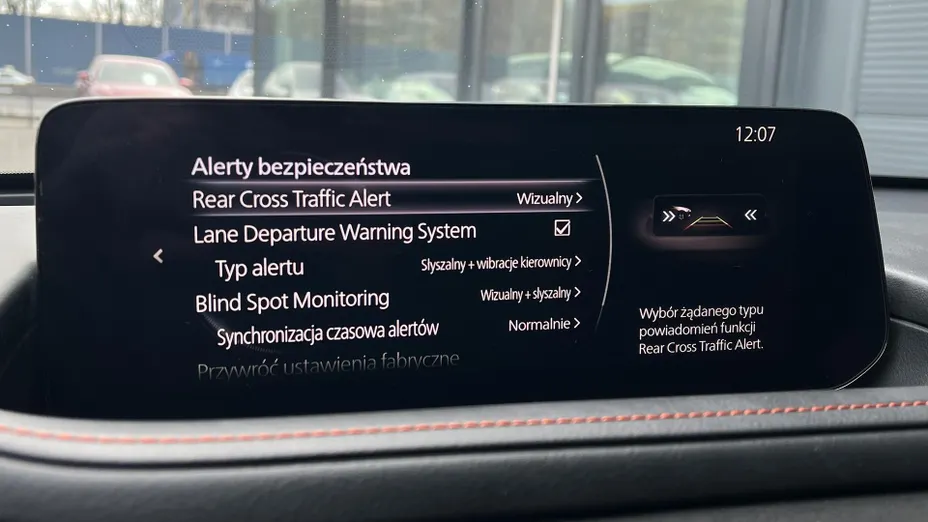 12:07
Alerty bezpieczeństwa
Rear Cross Traffic Alert Wizualny
Lane Departure Warning System
Typ alertu Słyszalny + wibracje kierownicy
Blind Spot Monitoring Wizualny + słyszalny
Synchronizacja czasowa alertów Normalnie
Przywróć ustawienia fabryczne
Wybór żądanego typu
powiadomień funkcji
Rear Cross Traffic Alert.